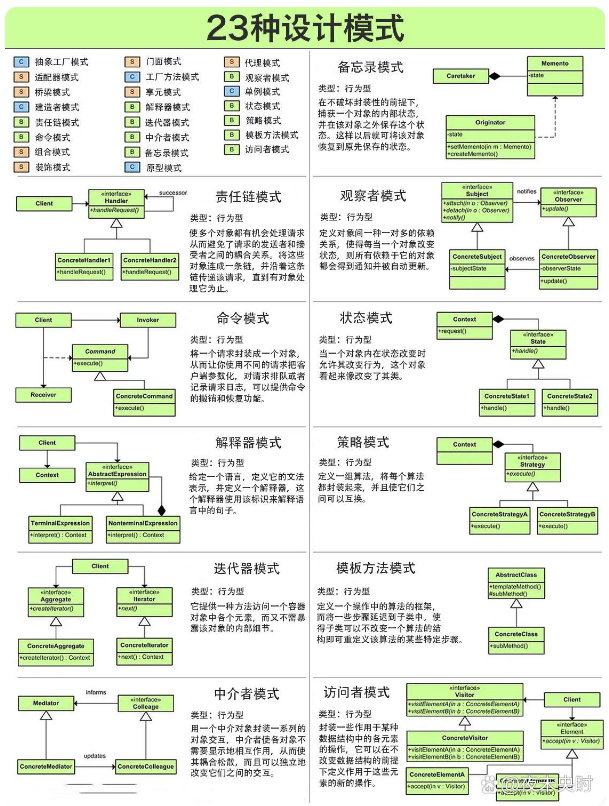 23种设计模式
C 抽象工厂模式
S 适配器模式
S 桥梁模式
C 建造者模式
B 责任链模式
B 命令模式
S 组合模式
S 装饰模式
S 门面模式
C 工厂方法模式
S 享元模式
B 解释器模式
B 迭代器模式
B 中介者模式
B 备忘录模式
C 原型模式
S 代理模式
B 观察者模式
C 单例模式
B 状态模式
B 策略模式
B 模板方法模式
B 访问者模式
备忘录模式
类型：行为型
在不破坏封装性的前提下，
捕获一个对象的内部状态，
并在该对象之外保存这个状
态。这样以后就可将该对象
恢复到原先保存的状态。
Caretaker
Memento
-state
Originator
-state
+setMemento(in m : Memento)
+createMemento()
Client
«interface»
Handler
+handleRequest()
successor
ConcreteHandler1
+handleRequest()
ConcreteHandler2
+handleRequest()
责任链模式
类型：行为型
使多个对象都有机会处理请求
从而避免了请求的发送者和接
受者之间的耦合关系。将这些
对象连成一条链，并沿着这条
链传递该请求，直到有对象处
理它为止。
观察者模式
类型：行为型
定义对象间一种一对多的依赖
关系，使得每当一个对象改变
状态，则所有依赖于它的对象
都会得到通知并被自动更新。
«interface»
Subject
+attach(in o : Observer)
+detach(in o : Observer)
+notify()
notifies
«interface»
Observer
+update()
ConcreteSubject
-subjectState
observes
ConcreteObserver
-observerState
+update()
Client
Invoker
Command
+execute()
Receiver
ConcreteCommand
+execute()
命令模式
类型：行为型
将一个请求封装成一个对象，
从而让你使用不同的请求把客
户端参数化，对请求排队或者
记录请求日志，可以提供命令
的撤销和恢复功能。
状态模式
类型：行为型
当一个对象内在状态改变时
允许其改变行为，这个对象
看起来像改变了其类。
Context
+request()
«interface»
State
+handle()
ConcreteState1
+handle()
ConcreteState2
+handle()
Client
Context
«interface»
AbstractExpression
+interpret()
TerminalExpression
+interpret() : Context
NonterminalExpression
+interpret() : Context
解释器模式
类型：行为型
给定一个语言，定义它的文法
表示，并定义一个解释器，这
个解释器使用该标识来解释语
言中的句子。
策略模式
类型：行为型
定义一组算法，将每个算法
都封装起来，并且使它们之
间可以互换。
Context
«interface»
Strategy
+execute()
ConcreteStrategyA
+execute()
ConcreteStrategyB
+execute()
Client
«interface»
Aggregate
+createIterator()
«interface»
Iterator
+next()
ConcreteAggregate
+createIterator() : Context
ConcreteIterator
+next() : Context
迭代器模式
类型：行为型
它提供一种方法访问一个容器
对象中各个元素，而又不需暴
露该对象的内部细节。
模板方法模式
类型：行为型
定义一个操作中的算法的框架，
而将一些步骤延迟到子类中，使
得子类可以不改变一个算法的结
构即可重定义该算法的某些特定步骤。
AbstractClass
+templateMethod()
#subMethod()
ConcreteClass
+subMethod()
Mediator
informs
«interface»
Colleage
ConcreteMediator
updates
ConcreteColleague
中介者模式
类型：行为型
用一个中介对象封装一系列的
对象交互，中介者使各对象不
需要显示地相互作用，从而使
其耦合松散，而且可以独立地
改变它们之间的交互。
访问者模式
类型：行为型
封装一些作用于某种
数据结构中的各元素
的操作，它可以在不
改变数据结构的前提
下定义作用于这些元
素的新的操作。
«interface»
Visitor
+visitElementA(in a : ConcreteElementA)
+visitElementB(in b : ConcreteElementB)
Client
ConcreteVisitor
+visitElementA(in a : ConcreteElementA)
+visitElementB(in b : ConcreteElementB)
«interface»
Element
+accept(in v : Visitor)
ConcreteElementA
+accept(in v : Visitor)